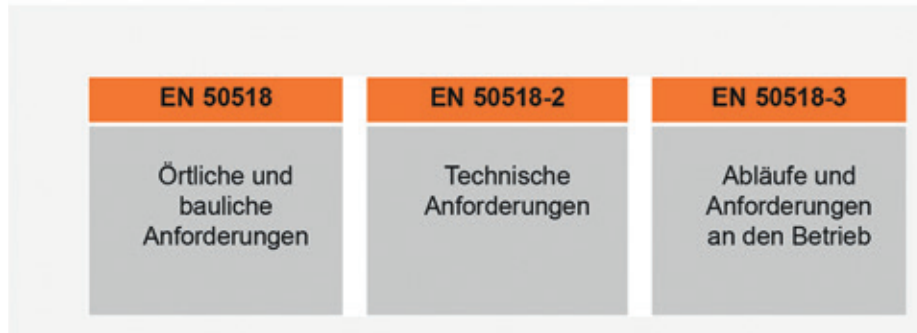 EN 50518
Örtliche und
bauliche
Anforderungen
EN 50518-2
Technische
Anforderungen
EN 50518-3
Abläufe und
Anforderungen
an den Betrieb